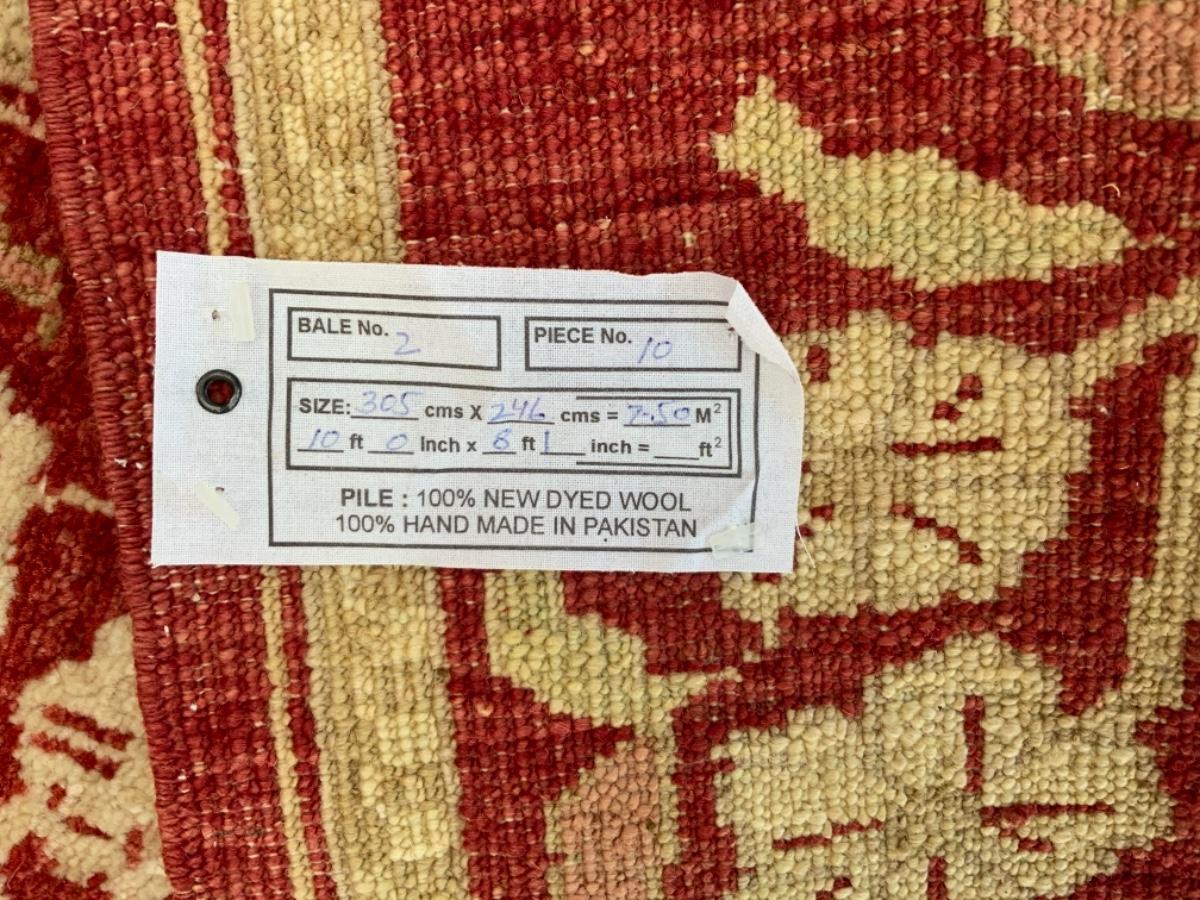 BALE No. 2 PIECE No. 10
SIZE: 305 cms X 246 cms = 7.50 M²
10 ft 0 Inch x 8 ft 1 inch = ____ ft²
PILE : 100% NEW DYED WOOL
100% HAND MADE IN PAKISTAN